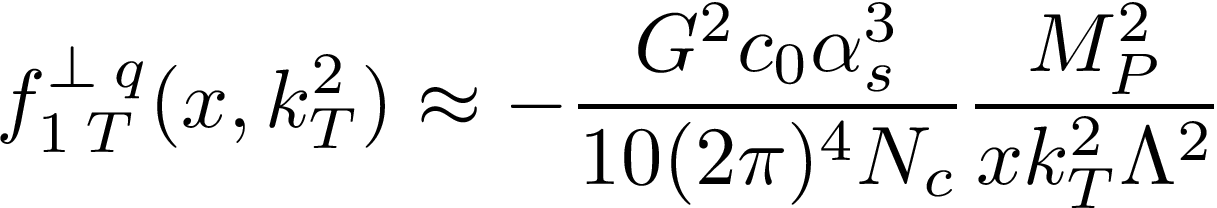 f_{1 T}^{\perp q}(x, k_T^2) \approx -\frac{G^2 c_0 \alpha_s^3}{10(2\pi)^4 N_c} \frac{M_P^2}{x k_T^2 \Lambda^2}